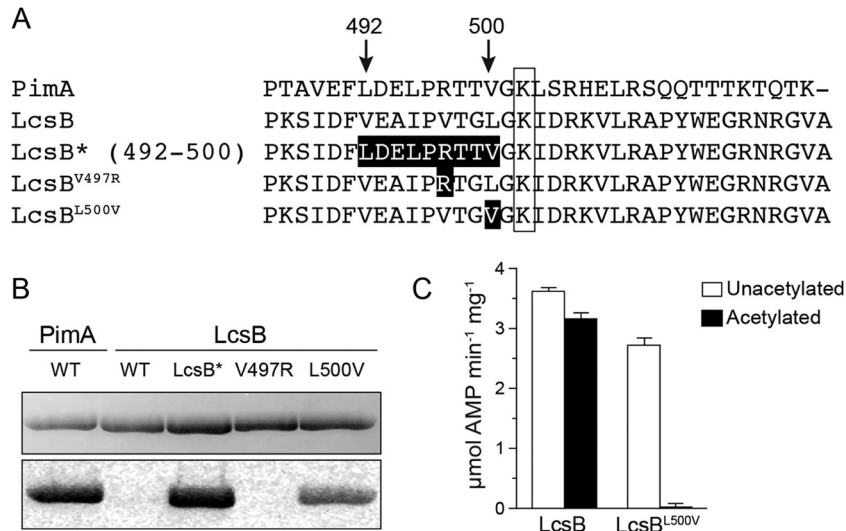 A
492 500
PimA PTAVEFLDELPRTTVGKLSRHELRSQQTTTKTQTK-
LcsB PKSIDFVEAIPVTGLGKIDRKVLRAPYWEGRNRGVA
LcsB* (492-500) PKSIDFLDELPRTTVGKIDRKVLRAPYWEGRNRGVA
LcsBV497R PKSIDFVEAIPRTGLGKIDRKVLRAPYWEGRNRGVA
LcsBL500V PKSIDFVEAIPVTGVGKIDRKVLRAPYWEGRNRGVA
B
PimA LcsB
WT WT LcsB* V497R L500V
C
4
3
2
1
0
µmol AMP min-1 mg-1
Unacetylated
Acetylated
LcsB LcsBL500V